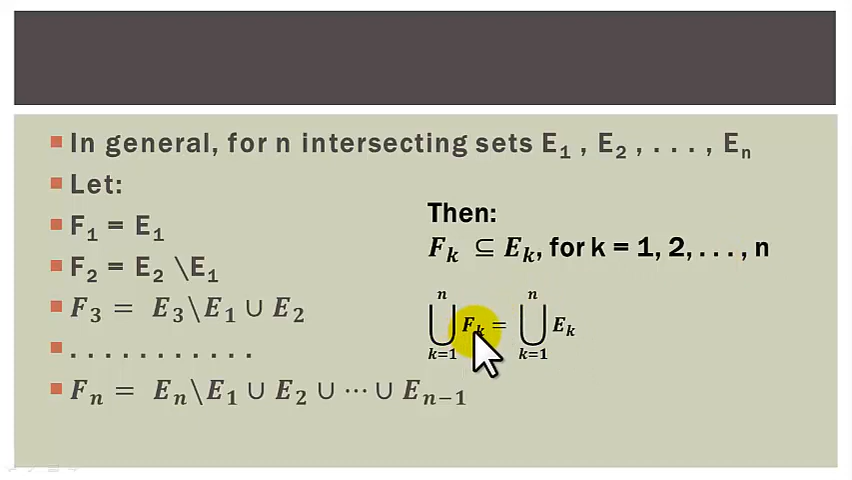 In general, for n intersecting sets E₁ , E₂ , . . . , Eₙ
Let:
F₁ = E₁
F₂ = E₂ \E₁
F₃ = E₃\E₁ ∪ E₂
. . . . . . . . . . .
Fₙ = Eₙ\E₁ ∪ E₂ ∪ ⋯ ∪ Eₙ₋₁
Then:
Fₖ ⊆ Eₖ, for k = 1, 2, . . . , n
⋃ₖ₌₁ⁿ Fₖ = ⋃ₖ₌₁ⁿ Eₖ